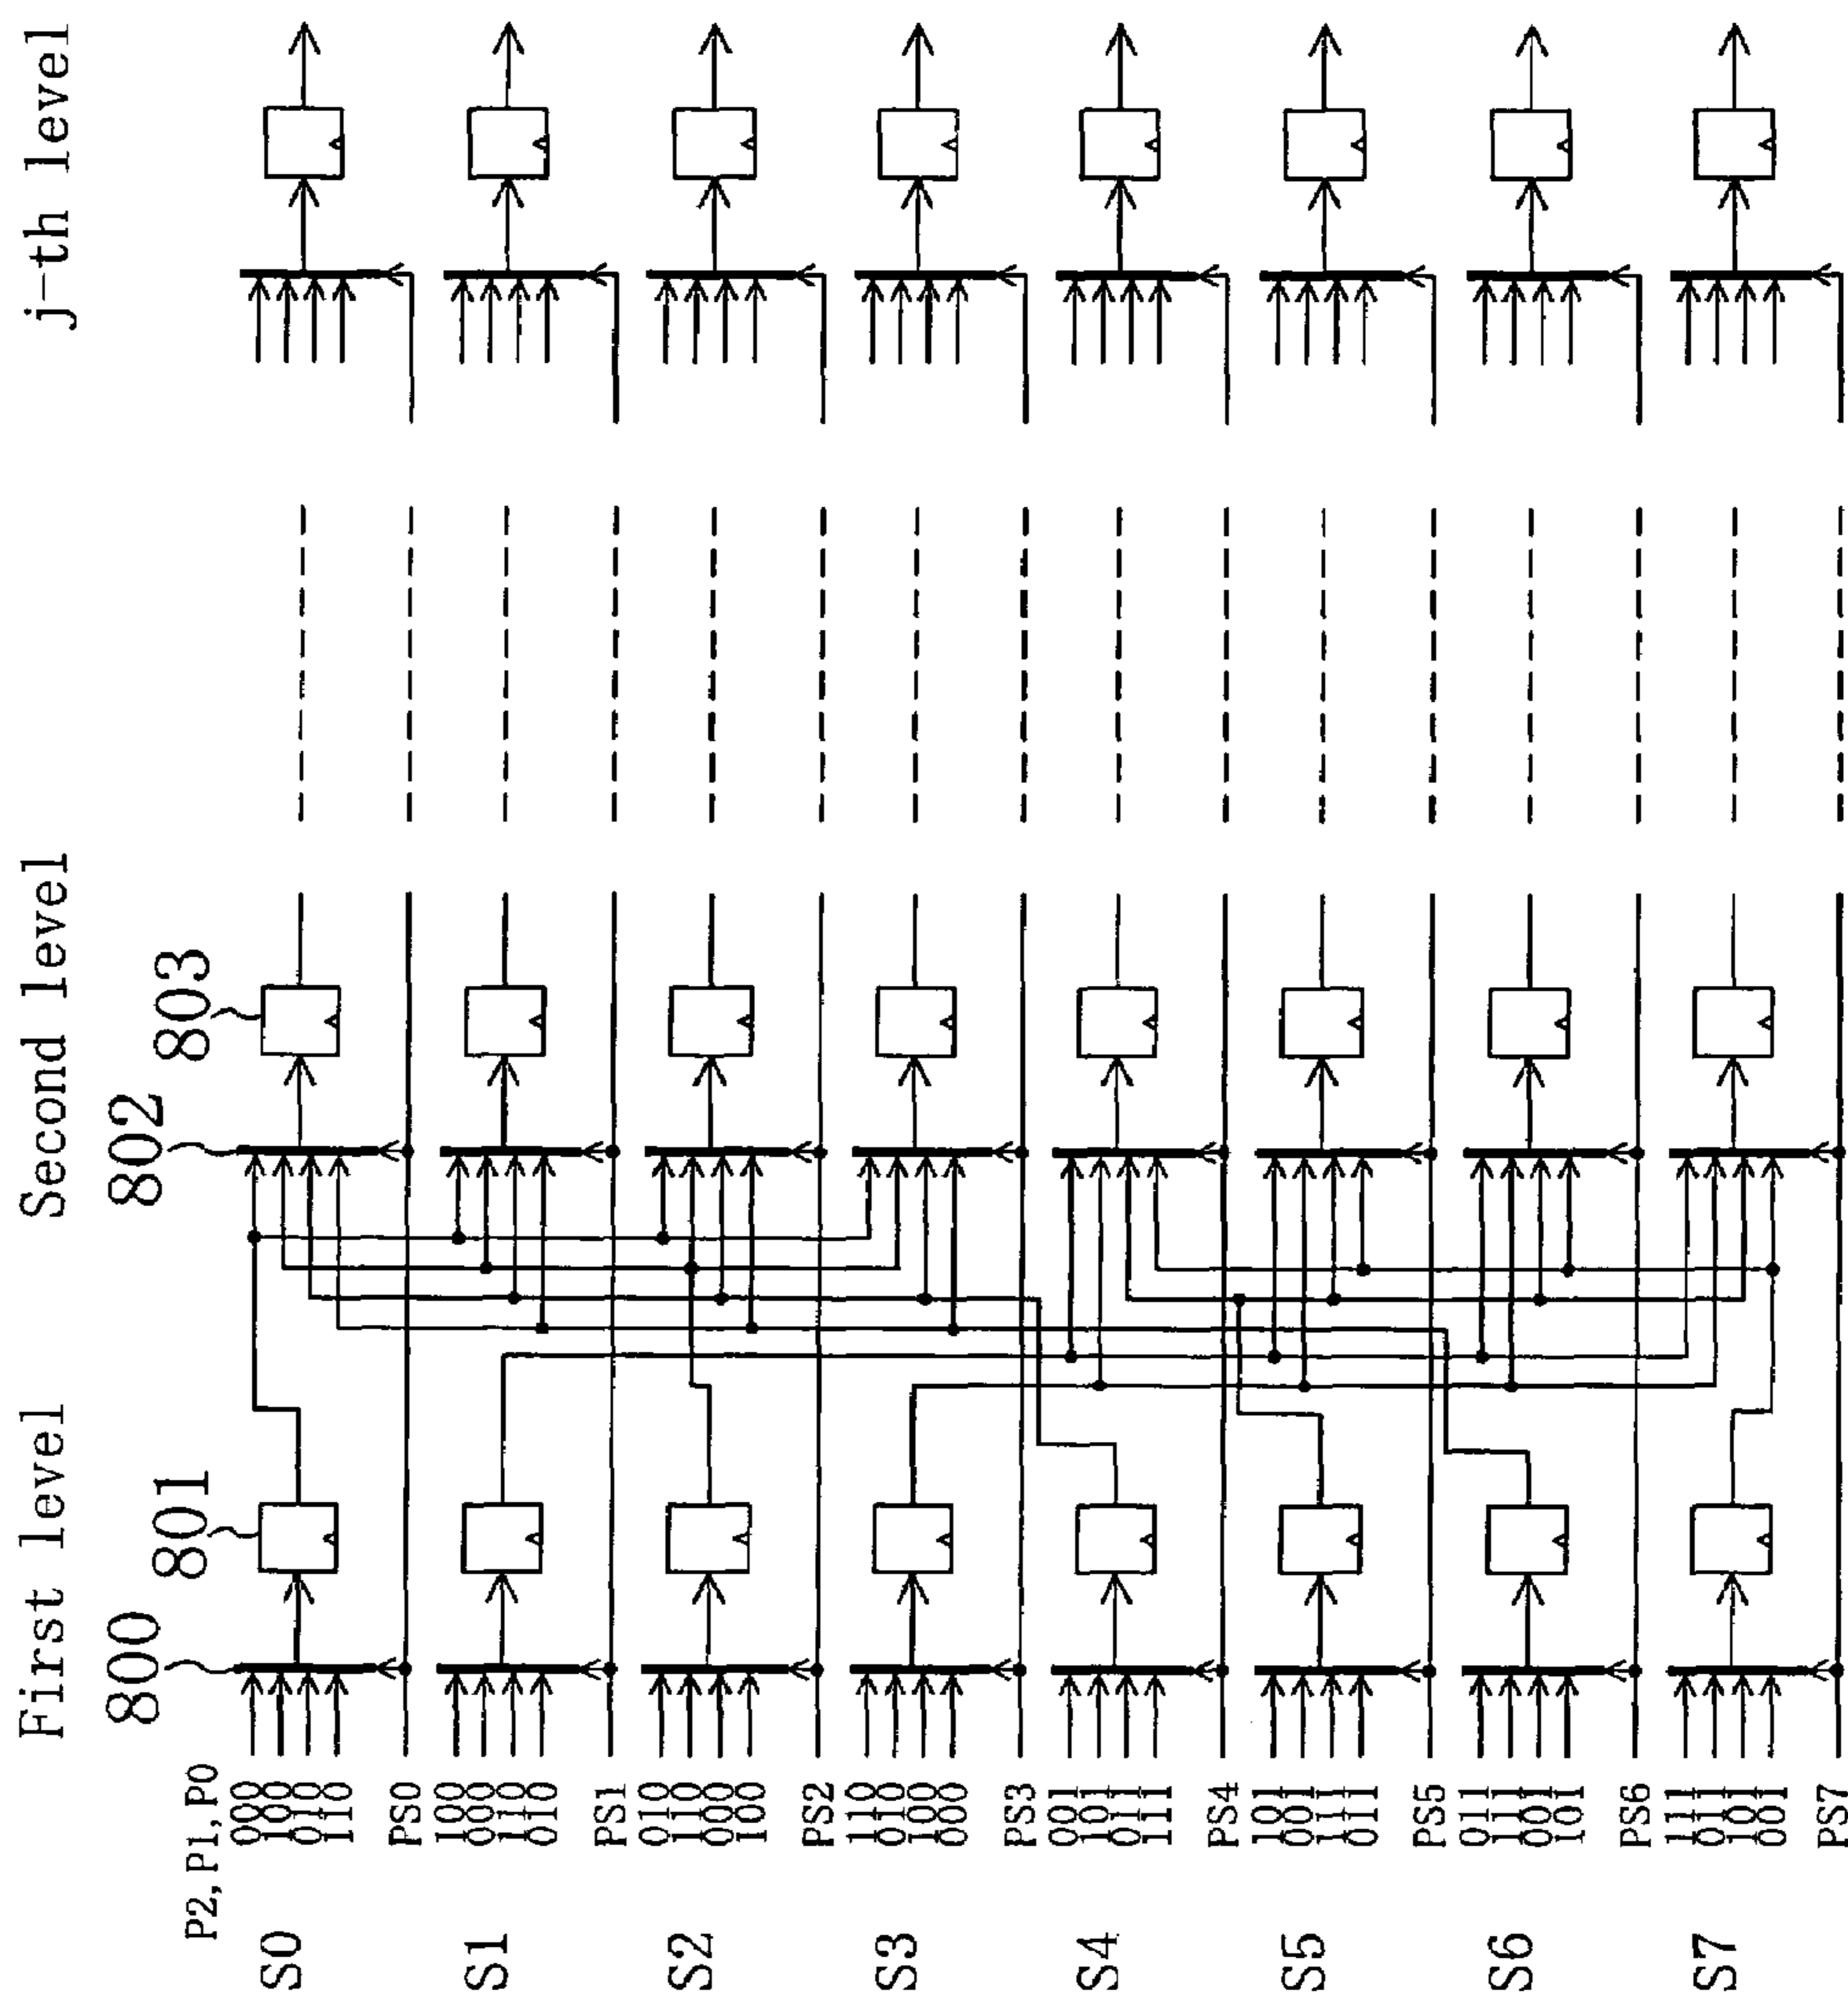 First level Second level j-th level
800 802
801 803
P2, P1, P0
S0
000
100
010
110
PS0
S1
100
000
110
010
PS1
S2
010
110
000
100
PS2
S3
110
010
100
000
PS3
S4
001
101
011
111
PS4
S5
101
001
111
011
PS5
S6
011
111
001
101
PS6
S7
111
011
101
001
PS7